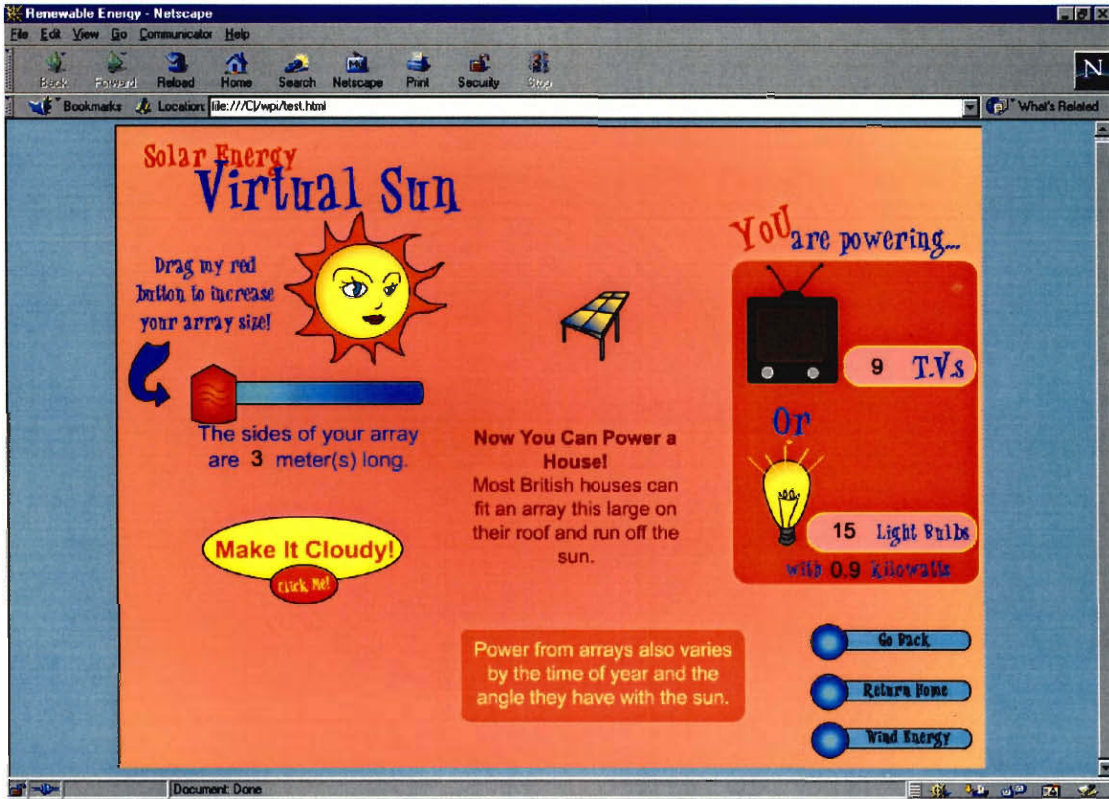 Renewable Energy - Netscape
File Edit View Go Communicator Help
Back Forward Reload Home Search Netscape Print Security Stop
Bookmarks Location: file:///C|/wpi/test.html What's Related
Solar Energy
Virtual Sun
Drag my red
button to increase
your array size!
The sides of your array
are 3 meter(s) long.
Make It Cloudy!
Click Me!
Now You Can Power a
House!
Most British houses can
fit an array this large on
their roof and run off the
sun.
Power from arrays also varies
by the time of year and the
angle they have with the sun.
YoU are powering...
9 T.V.s
Or
15 Light Bulbs
with 0.9 kilowatts
Go Back
Return Home
Wind Energy
Document: Done